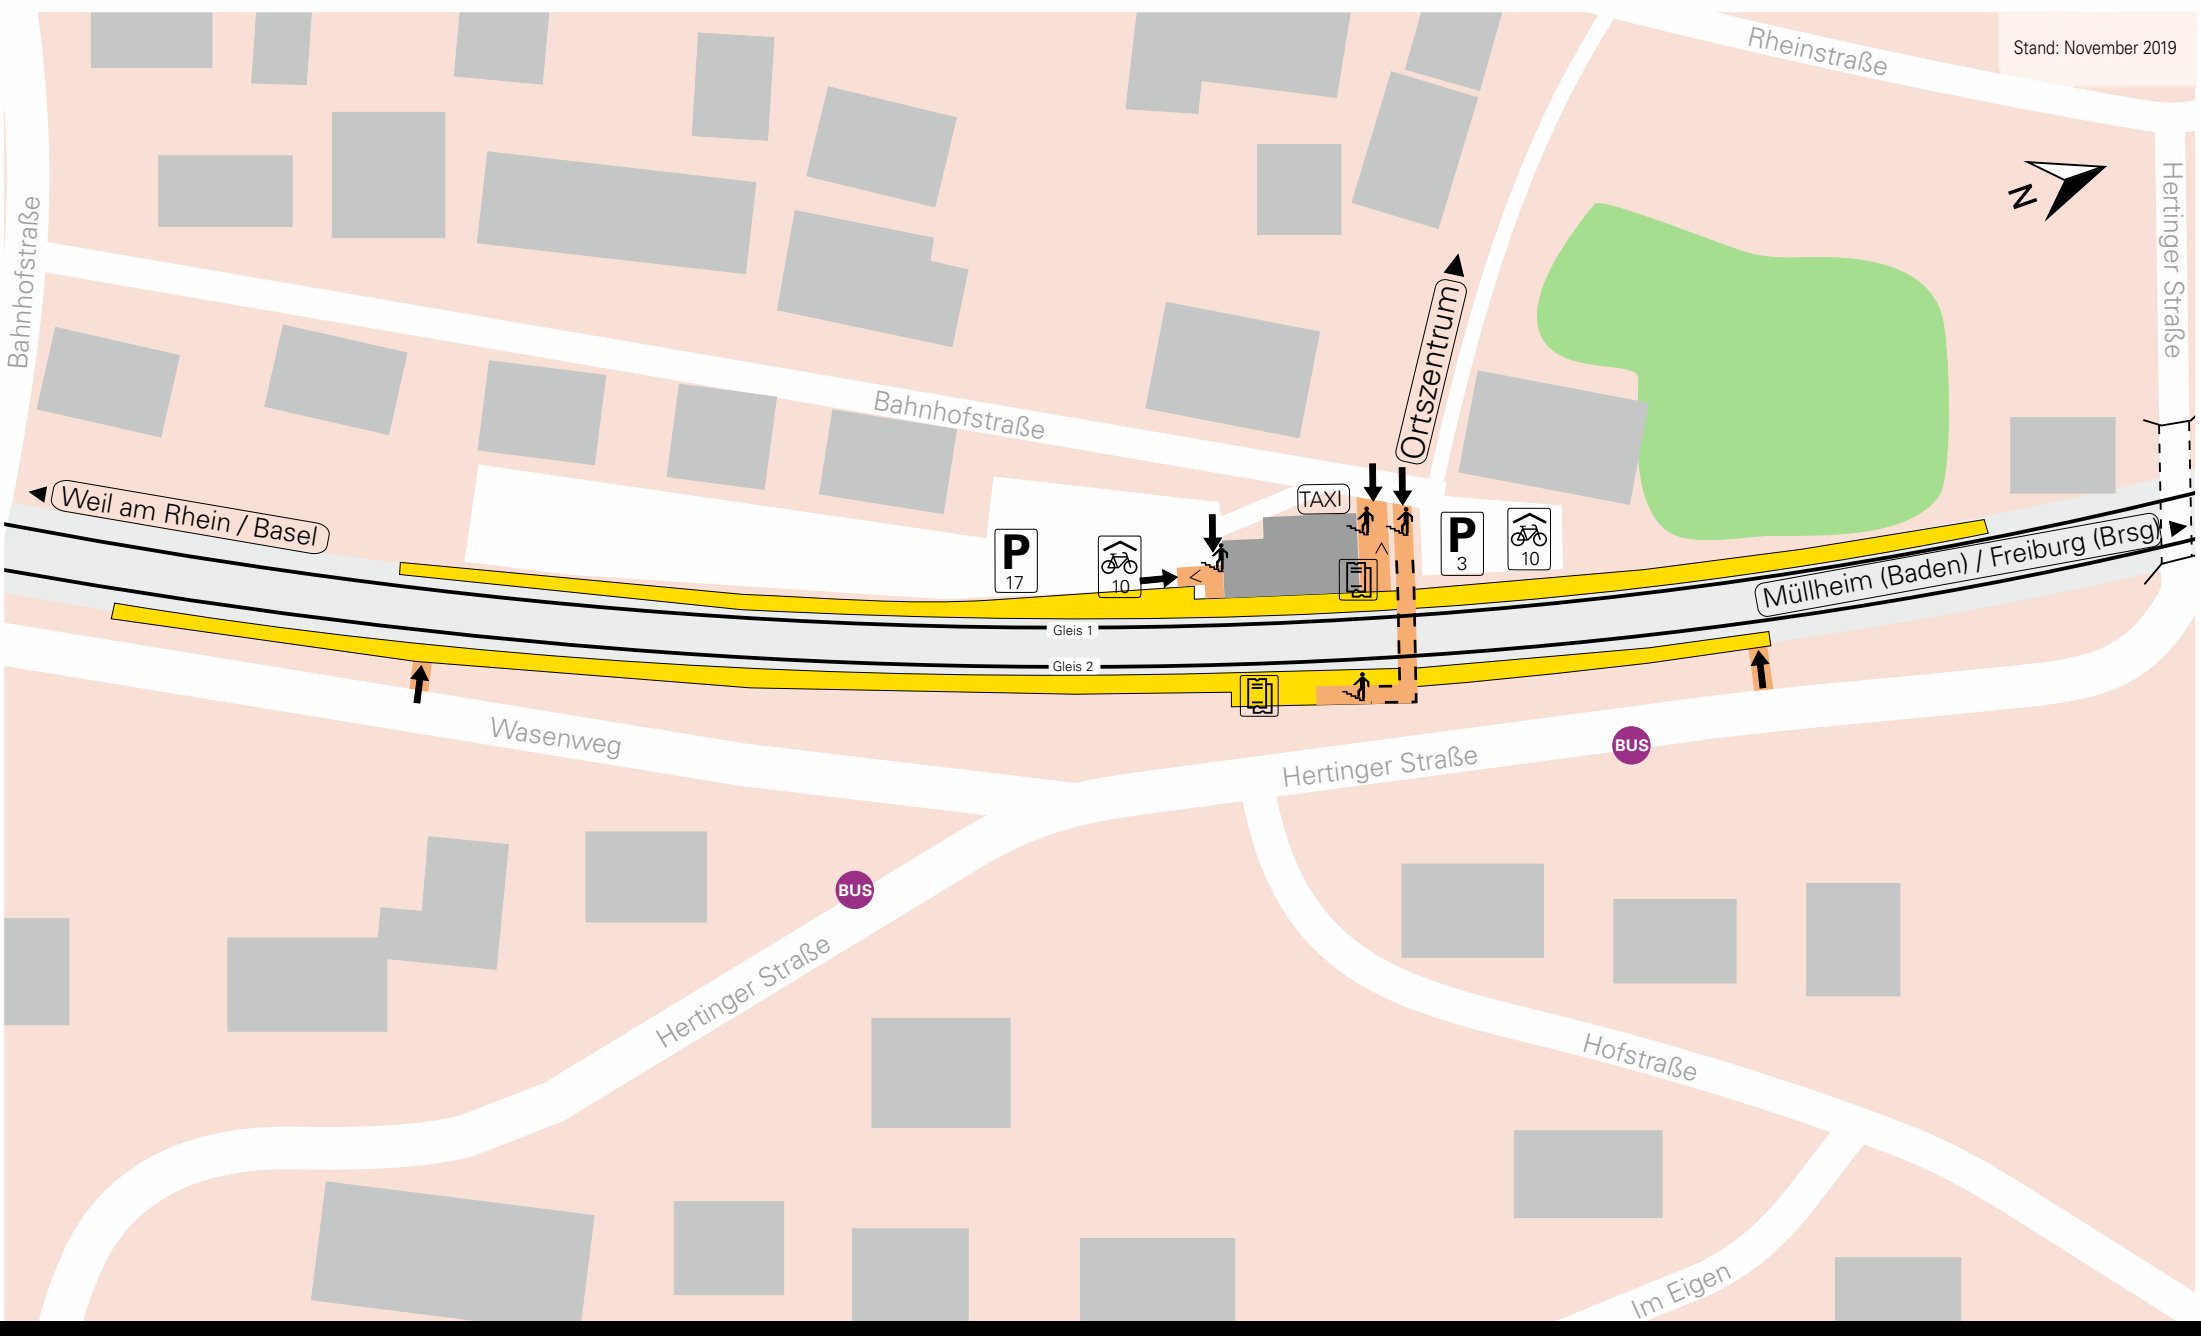 Rheinstraße
Stand: November 2019
Hertinger Straße
N
Bahnhofstraße
Ortszentrum
Bahnhofstraße
Weil am Rhein / Basel
TAXI
P
17
10
P
3
10
Müllheim (Baden) / Freiburg (Brsg)
Gleis 1
Gleis 2
Wasenweg
Hertinger Straße
BUS
BUS
Hertinger Straße
Hofstraße
Im Eigen